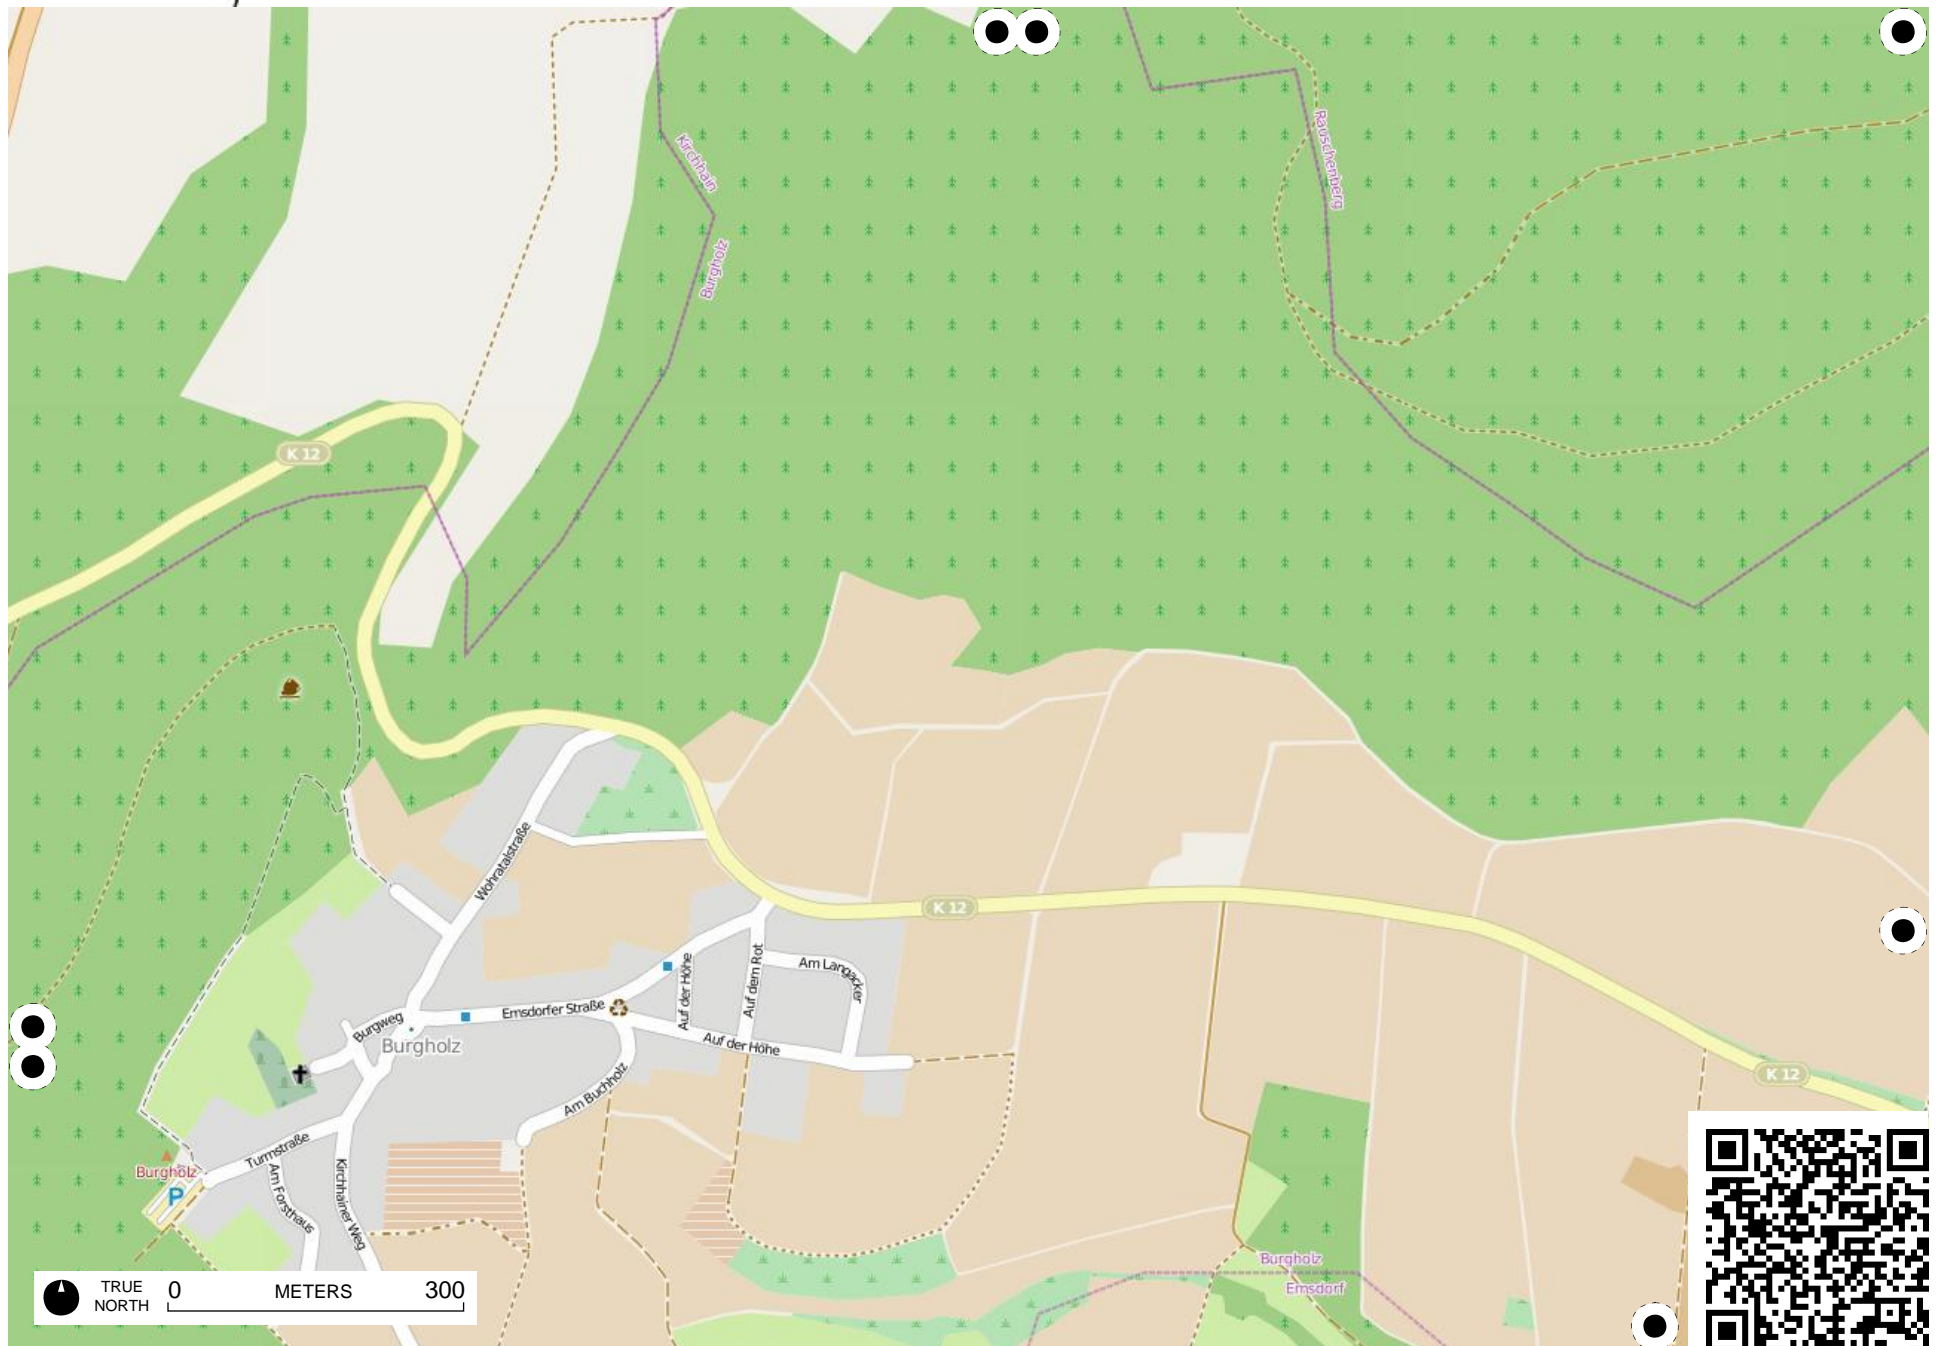 Kirchhain
Rauschenberg
Burgholz
K 12
Wohratalstraße
K 12
Am Langacker
Auf dem Rot
Auf der Höhe
Emsdorfer Straße
Burgweg
Burgholz
Auf der Höhe
Am Buchholz
K 12
Turmstraße
Burgholz
P
Am Forsthaus
Kirchhainer Weg
Burgholz
Emsdorf
TRUE
NORTH
0 METERS 300